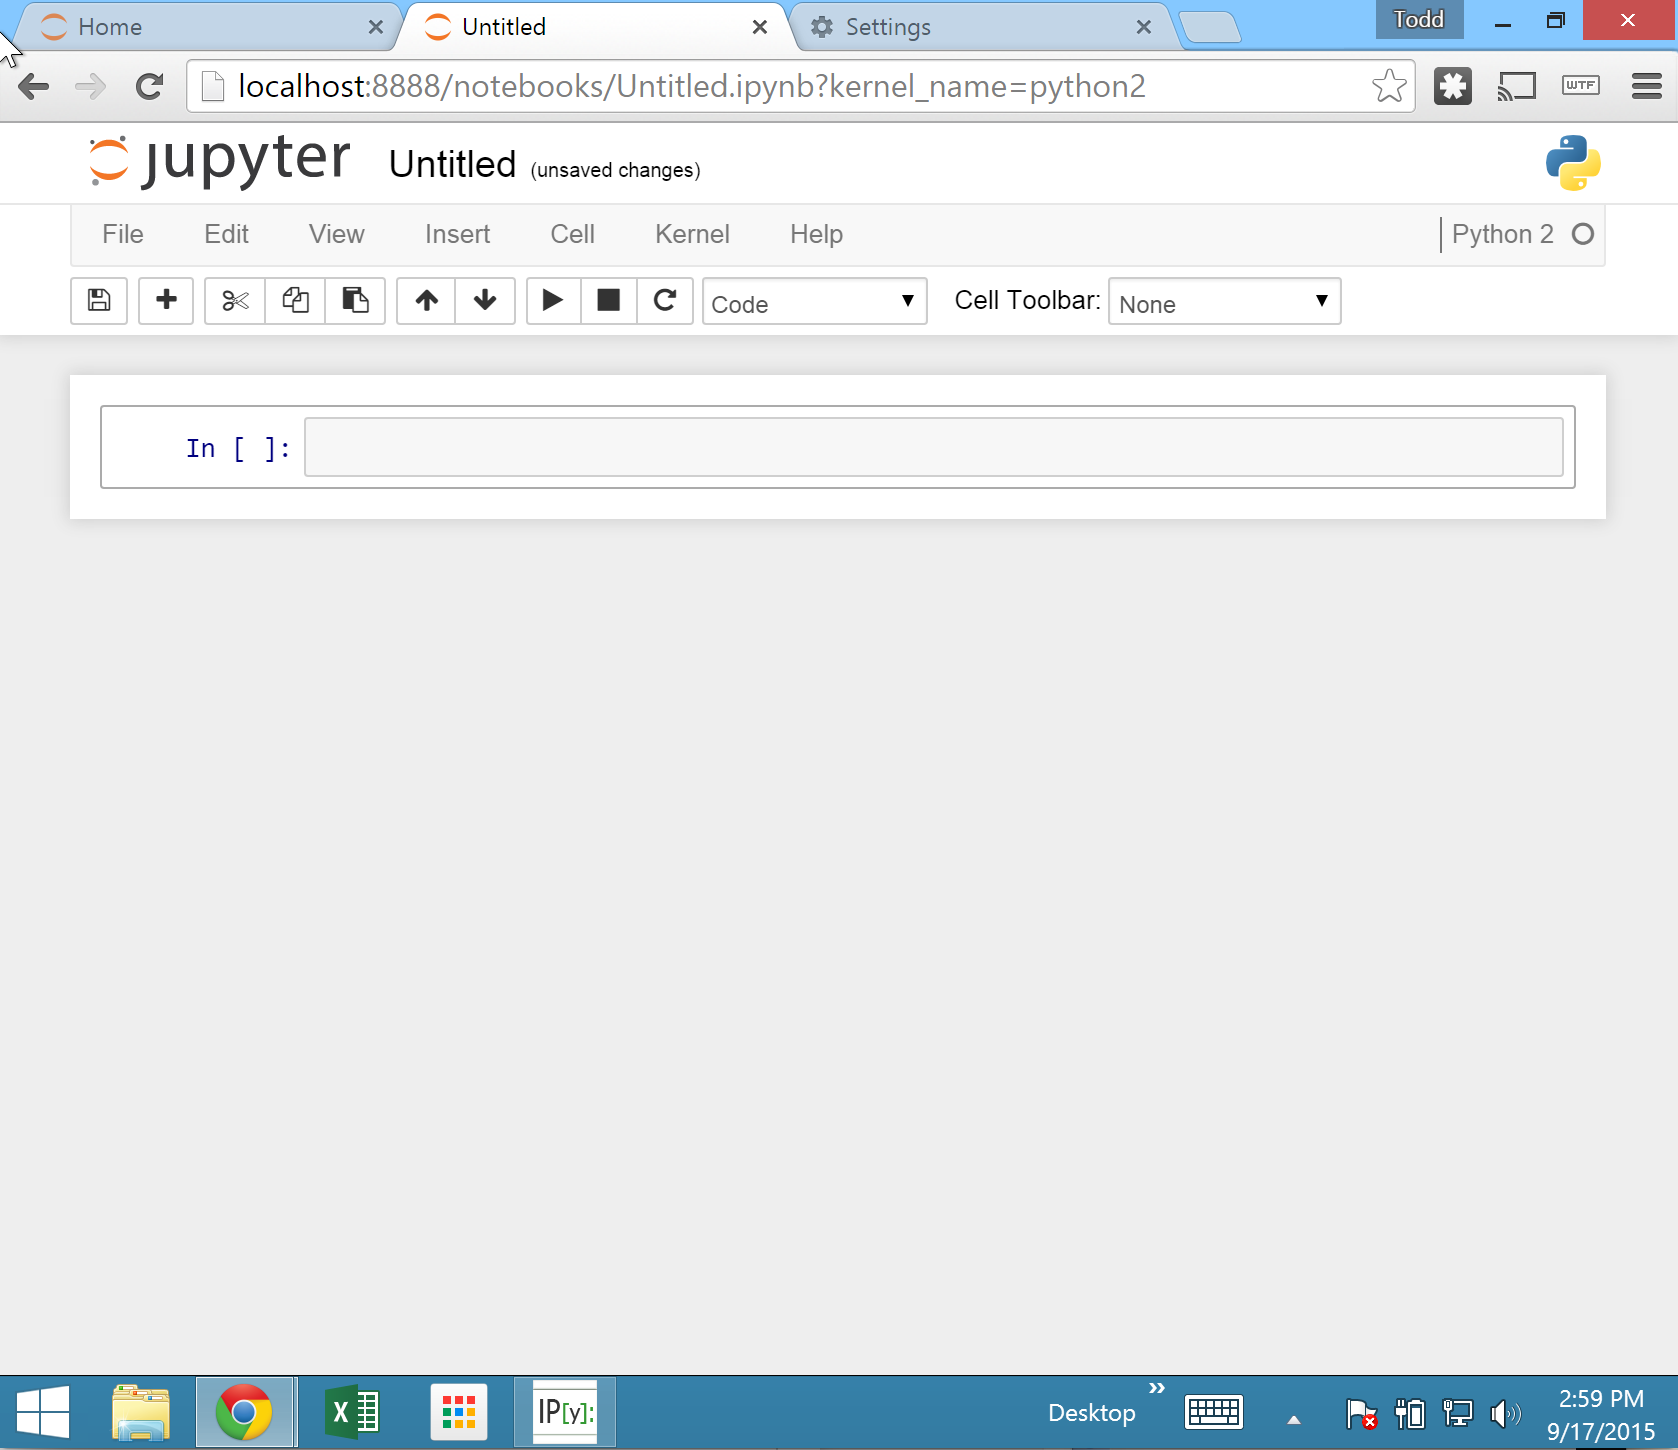 Home
Untitled
Settings
Todd
localhost:8888/notebooks/Untitled.ipynb?kernel_name=python2
WTF
jupyter Untitled (unsaved changes)
File Edit View Insert Cell Kernel Help Python 2
Code Cell Toolbar: None
In [ ]:
X
IP[y]:
Desktop
2:59 PM
9/17/2015